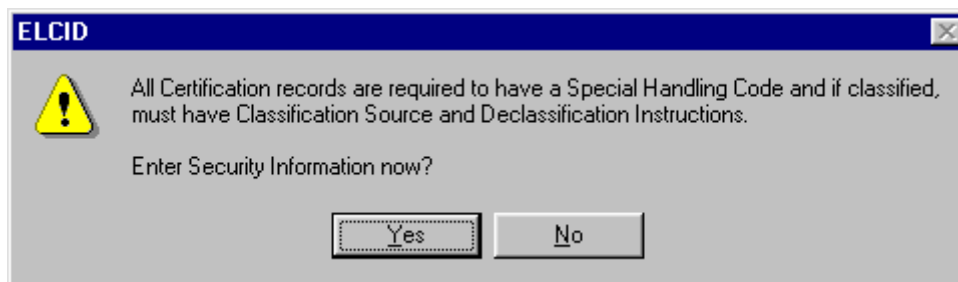 ELCID
All Certification records are required to have a Special Handling Code and if classified,
must have Classification Source and Declassification Instructions.
Enter Security Information now?
Yes
No